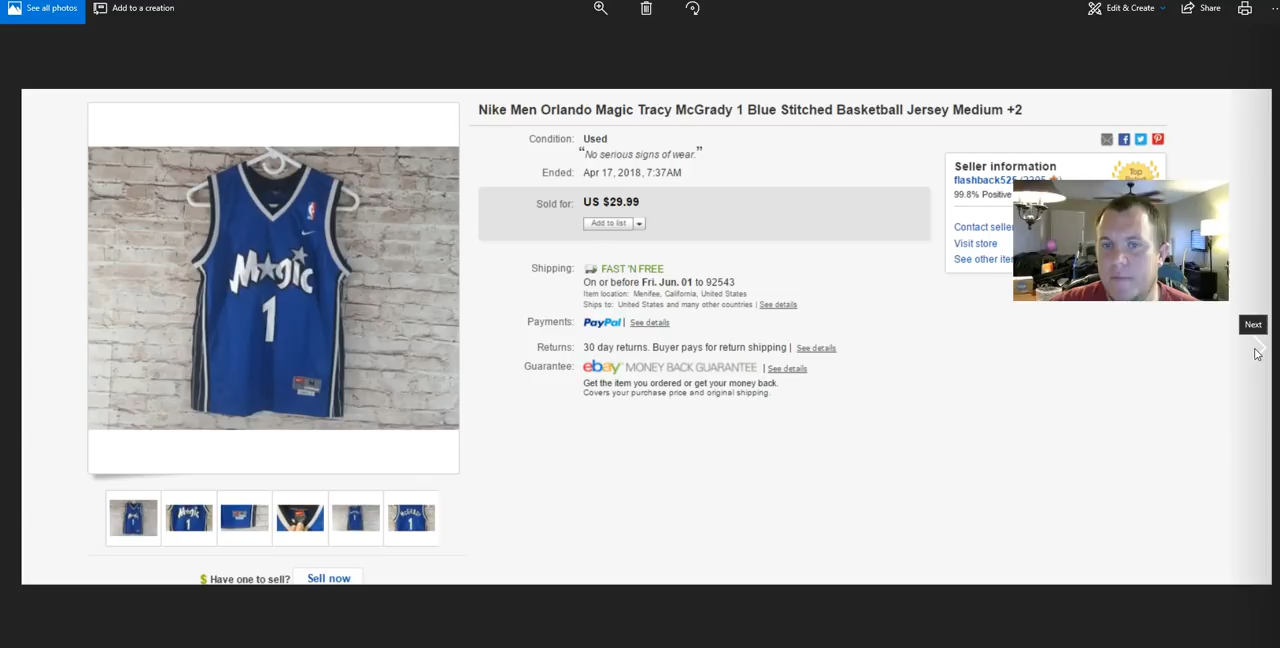 See all photos
Add to a creation
Edit & Create
Share
Nike Men Orlando Magic Tracy McGrady 1 Blue Stitched Basketball Jersey Medium +2
Condition: Used
“No serious signs of wear.”
Ended: Apr 17, 2018, 7:37AM
Sold for: US $29.99
Add to list
Shipping: FAST 'N FREE
On or before Fri. Jun. 01 to 92543
Item location: Menifee, California, United States
Ships to: United States and many other countries | See details
Payments: PayPal | See details
Returns: 30 day returns. Buyer pays for return shipping | See details
Guarantee: ebay MONEY BACK GUARANTEE | See details
Get the item you ordered or get your money back.
Covers your purchase price and original shipping.
Seller information
99.8% Positive
Contact seller
Visit store
See other
Top
Next
Magic
1
Magic
1
McGRADY
1
$ Have one to sell? Sell now